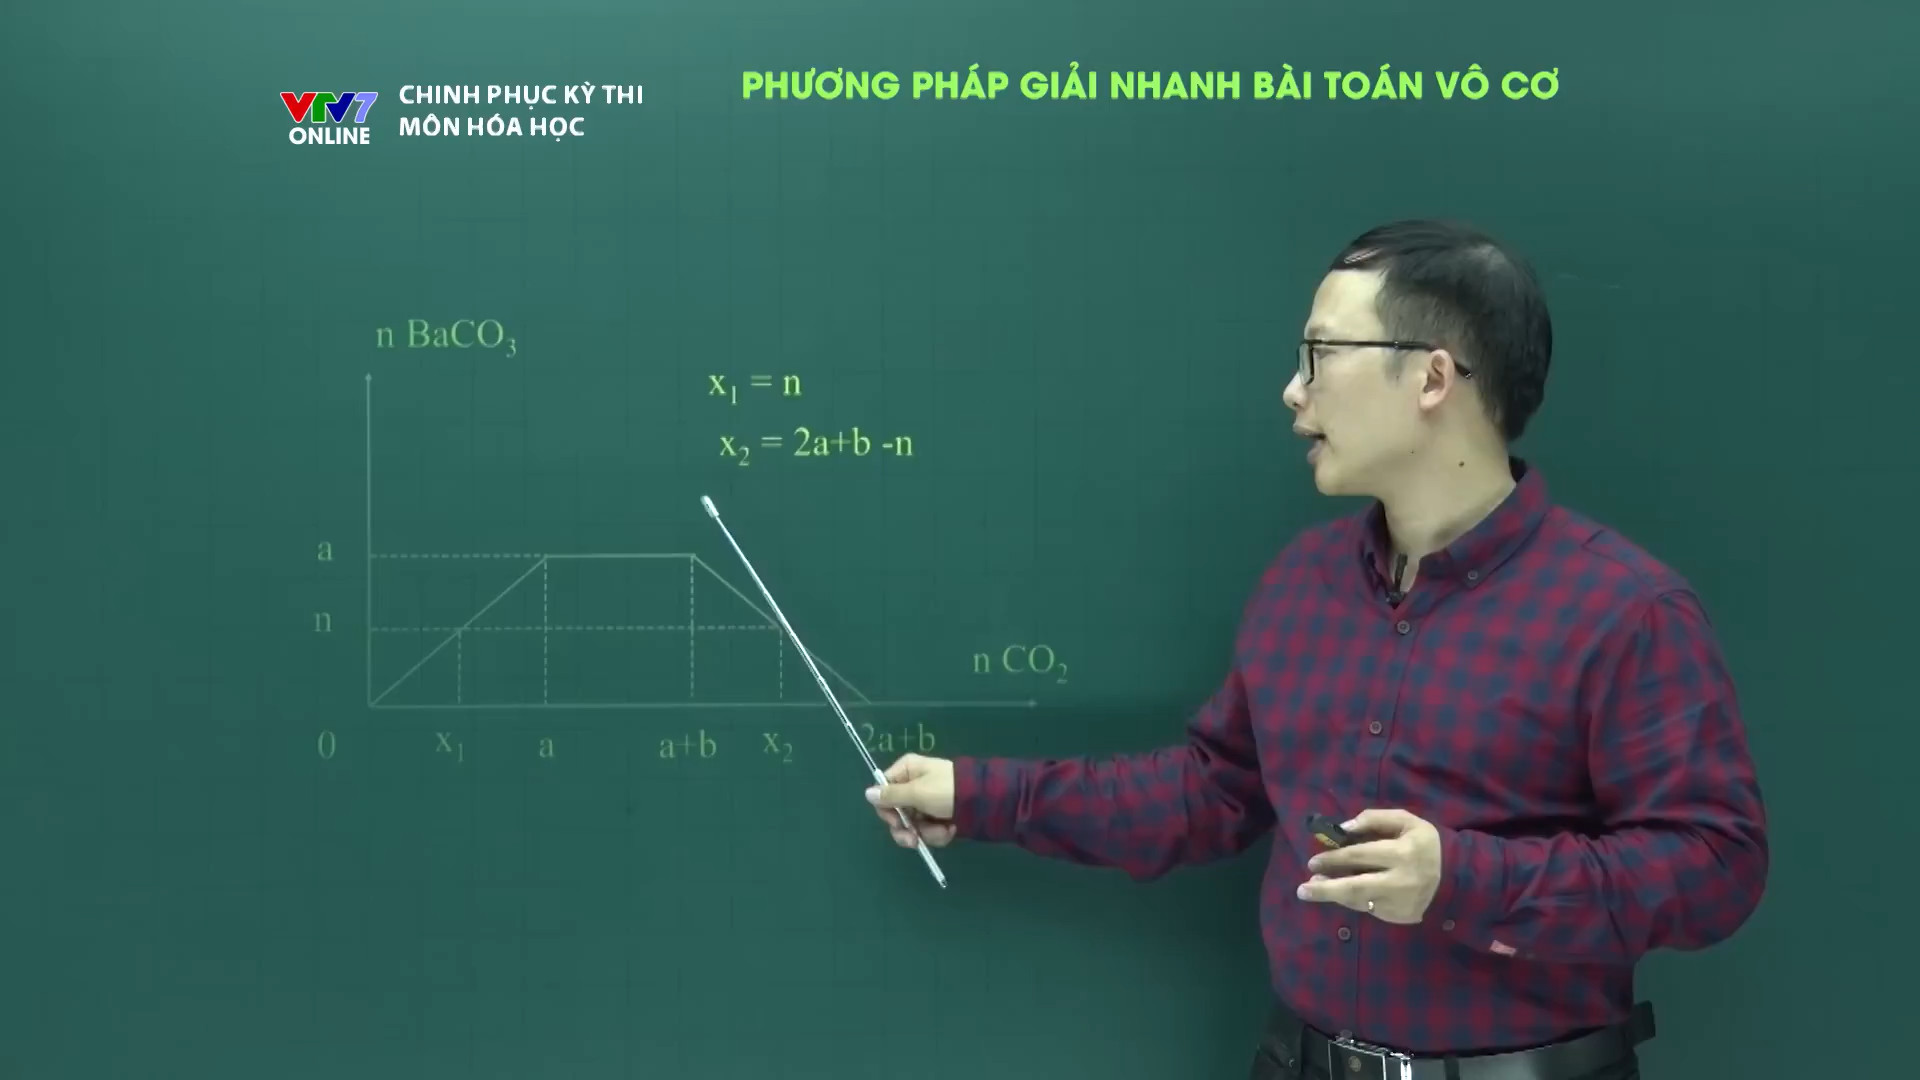 VTV7
ONLINE
CHINH PHỤC KỲ THI
MÔN HÓA HỌC
PHƯƠNG PHÁP GIẢI NHANH BÀI TOÁN VÔ CƠ
n BaCO₃
x₁ = n
x₂ = 2a+b -n
a
n
n CO₂
0 x₁ a a+b x₂ 2a+b